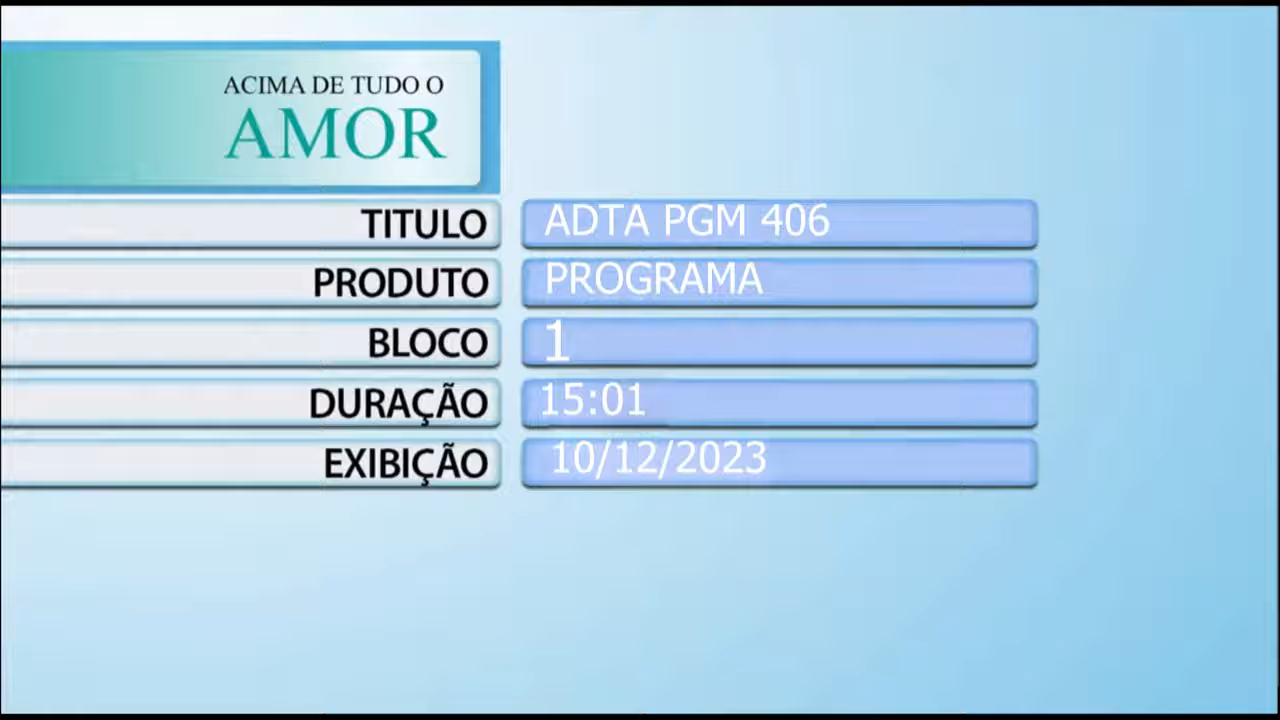 ACIMA DE TUDO O
AMOR
TITULO ADTA PGM 406
PRODUTO PROGRAMA
BLOCO 1
DURAÇÃO 15:01
EXIBIÇÃO 10/12/2023